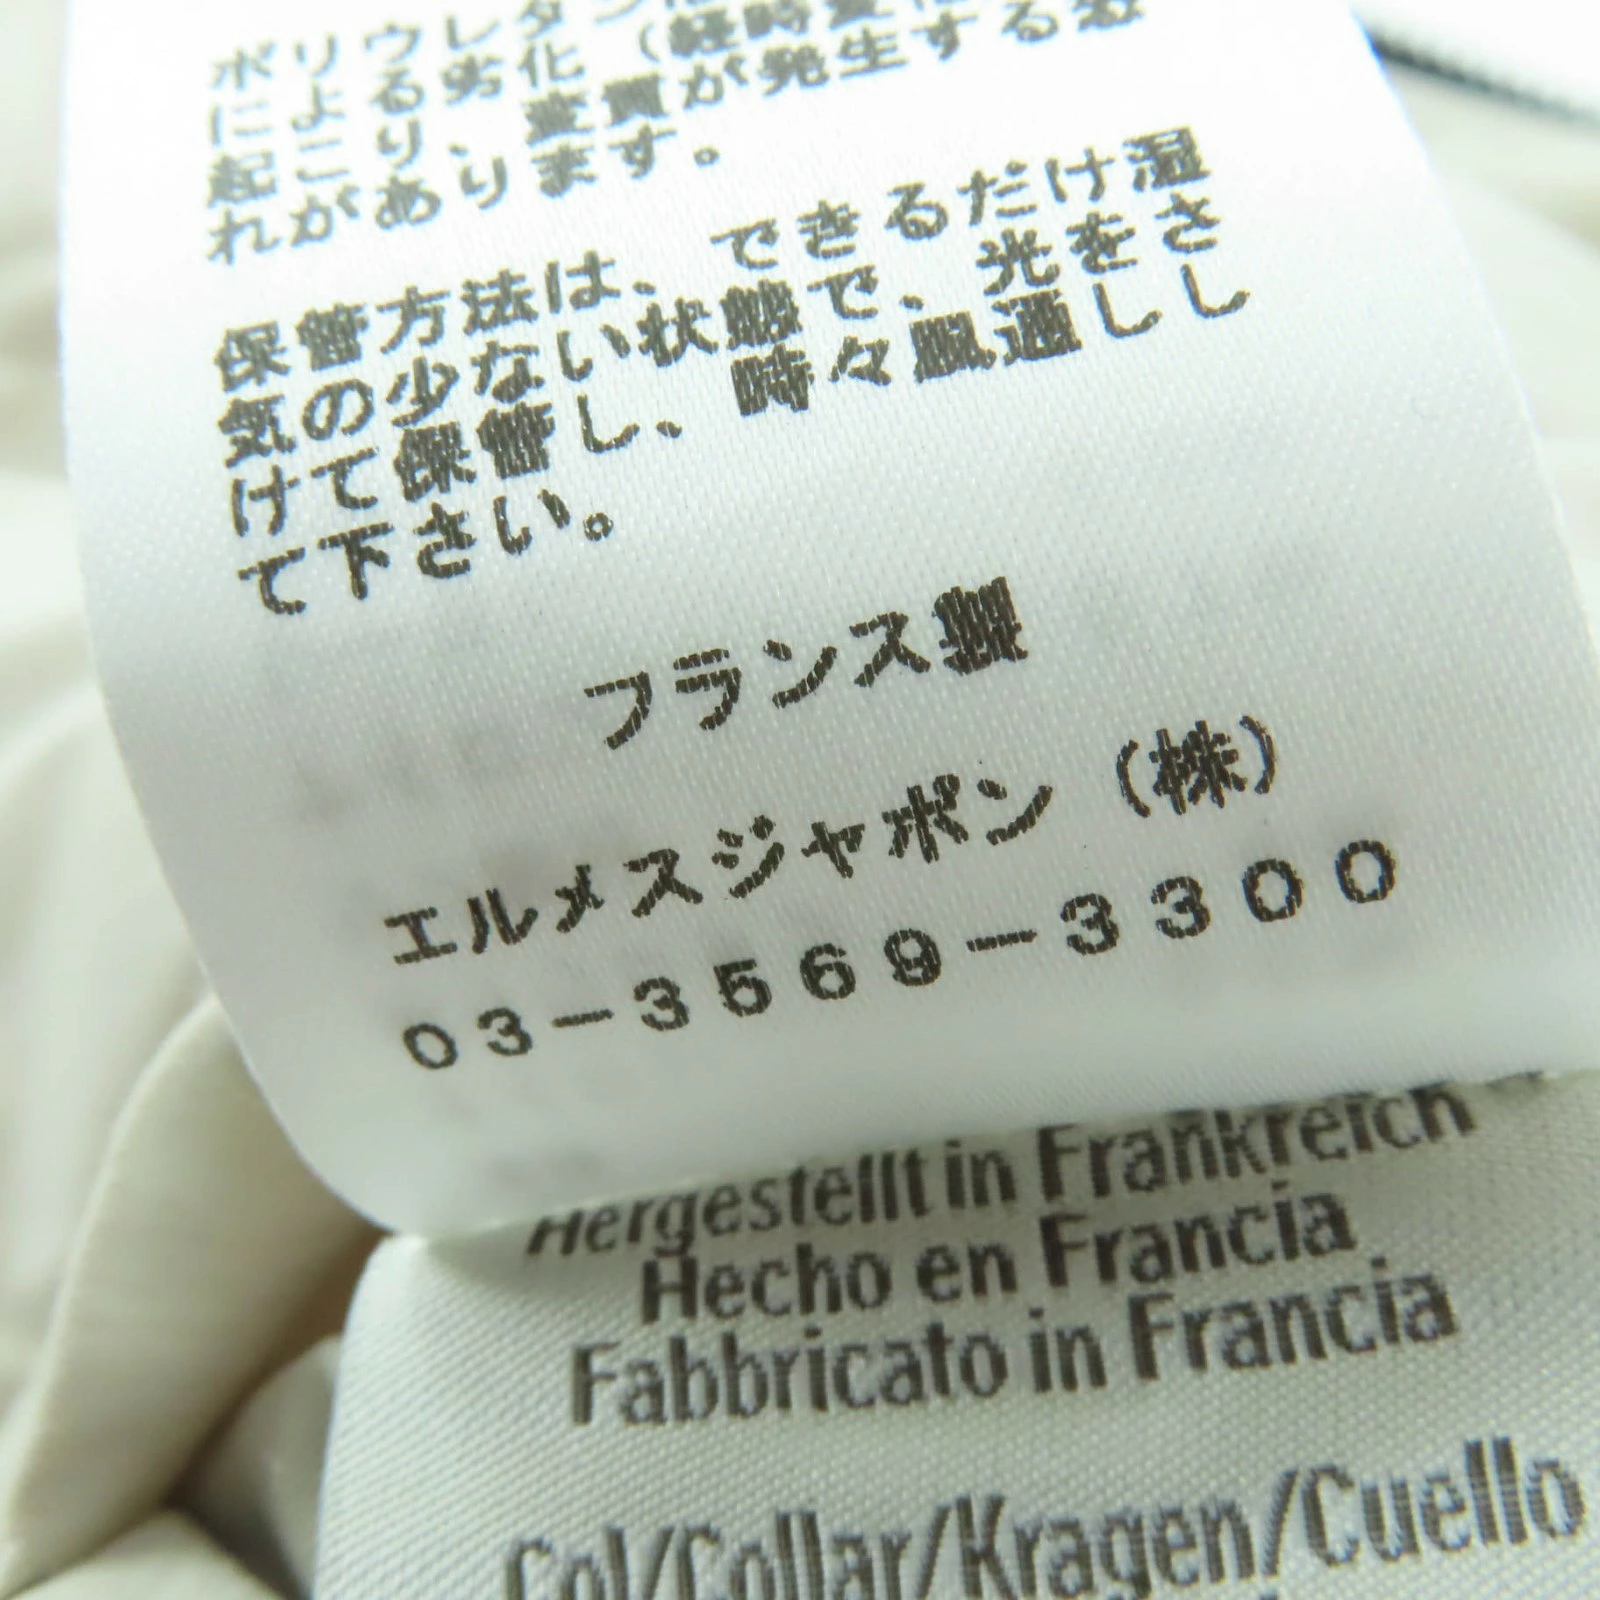 ポリウレタン
による劣化（経時変化
起こり、変質が発生する恐
れがあります。
保管方法は、できるだけ湿
気の少ない状態で、光をさ
けて保管し、時々風通しし
て下さい。
フランス製
エルメスジャポン（株）
０３－３５６９－３３００
Hergestellt in Frankreich
Hecho en Francia
Fabbricato in Francia
Col/Collar/Kragen/Cuello